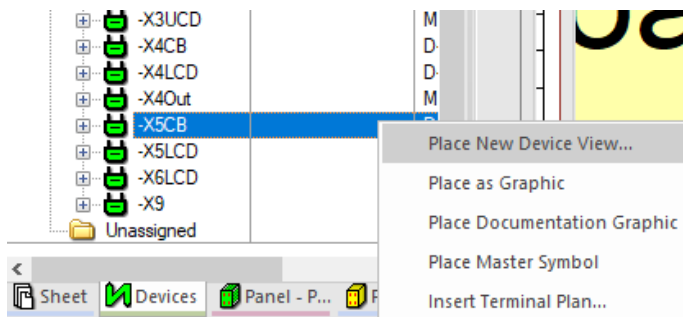 -X3UCD M
-X4CB D-
-X4LCD D-
-X4Out M
-X5CB
-X5LCD
-X6LCD
-X9
Unassigned
Place New Device View...
Place as Graphic
Place Documentation Graphic
Place Master Symbol
Insert Terminal Plan...
Sheet Devices Panel - P...